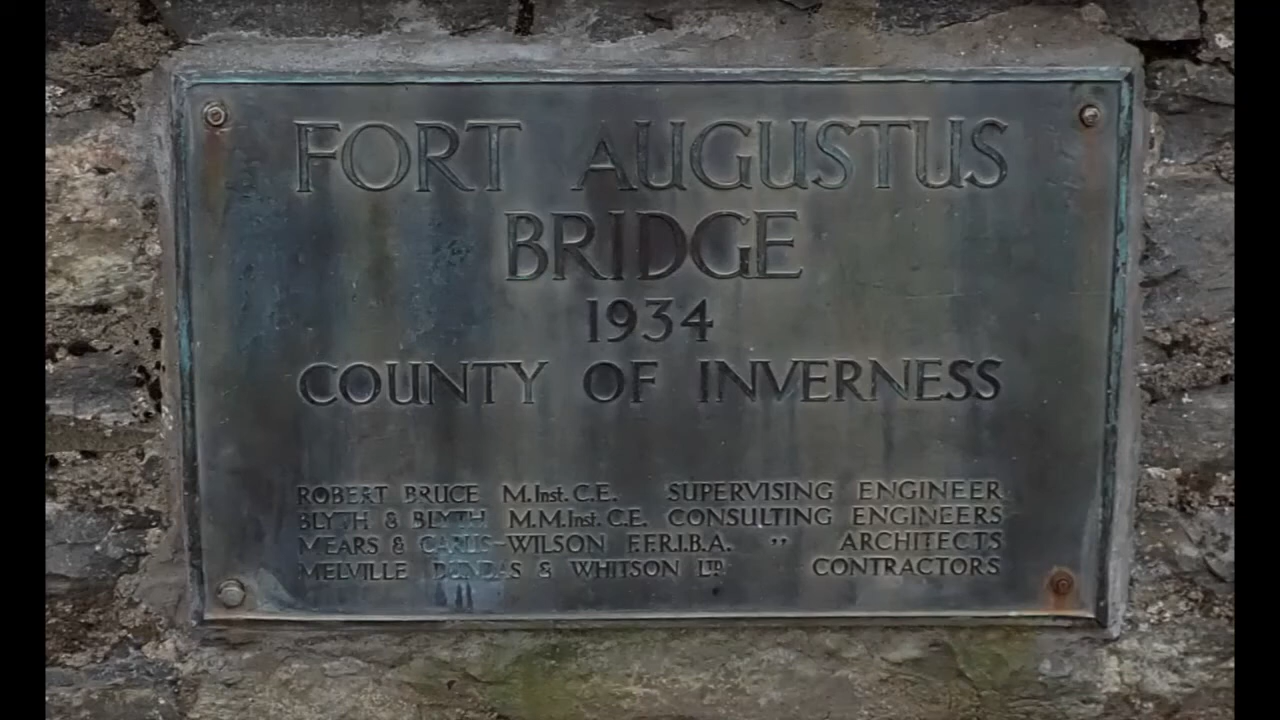 FORT AUGUSTUS
BRIDGE
1934
COUNTY OF INVERNESS
ROBERT BRUCE M.Inst.C.E. SUPERVISING ENGINEER
BLYTH & BLYTH M.M.Inst.C.E. CONSULTING ENGINEERS
MEARS & CARUS-WILSON F.F.R.I.B.A. " ARCHITECTS
MELVILLE DUNDAS & WHITSON LTD CONTRACTORS